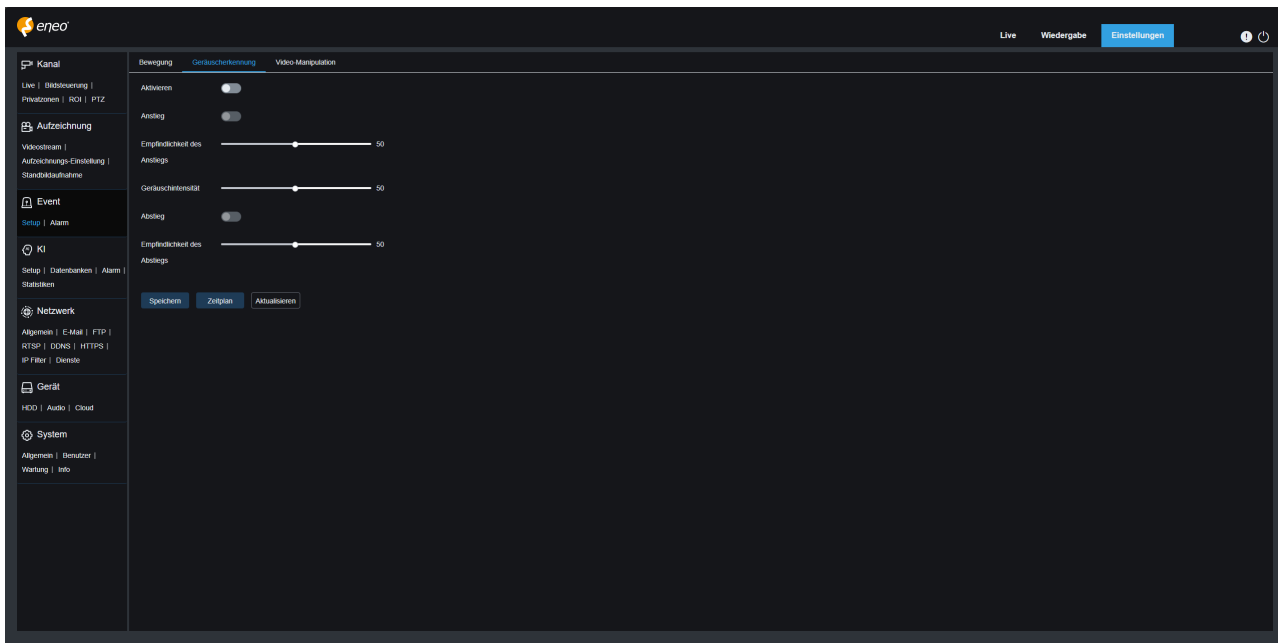 eneo
Live Wiedergabe Einstellungen
Kanal
Live | Bildsteuerung |
Privatzonen | ROI | PTZ
Aufzeichnung
Videostream |
Aufzeichnungs-Einstellung |
Standbildaufnahme
Event
Setup | Alarm
KI
Setup | Datenbanken | Alarm |
Statistiken
Netzwerk
Allgemein | E-Mail | FTP |
RTSP | DDNS | HTTPS |
IP Filter | Dienste
Gerät
HDD | Audio | Cloud
System
Allgemein | Benutzer |
Wartung | Info
Bewegung Geräuscherkennung Video-Manipulation
Aktivieren
Anstieg
Empfindlichkeit des
Anstiegs
50
Geräuschintensität 50
Abstieg
Empfindlichkeit des
Abstiegs
50
Speichern Zeitplan Aktualisieren